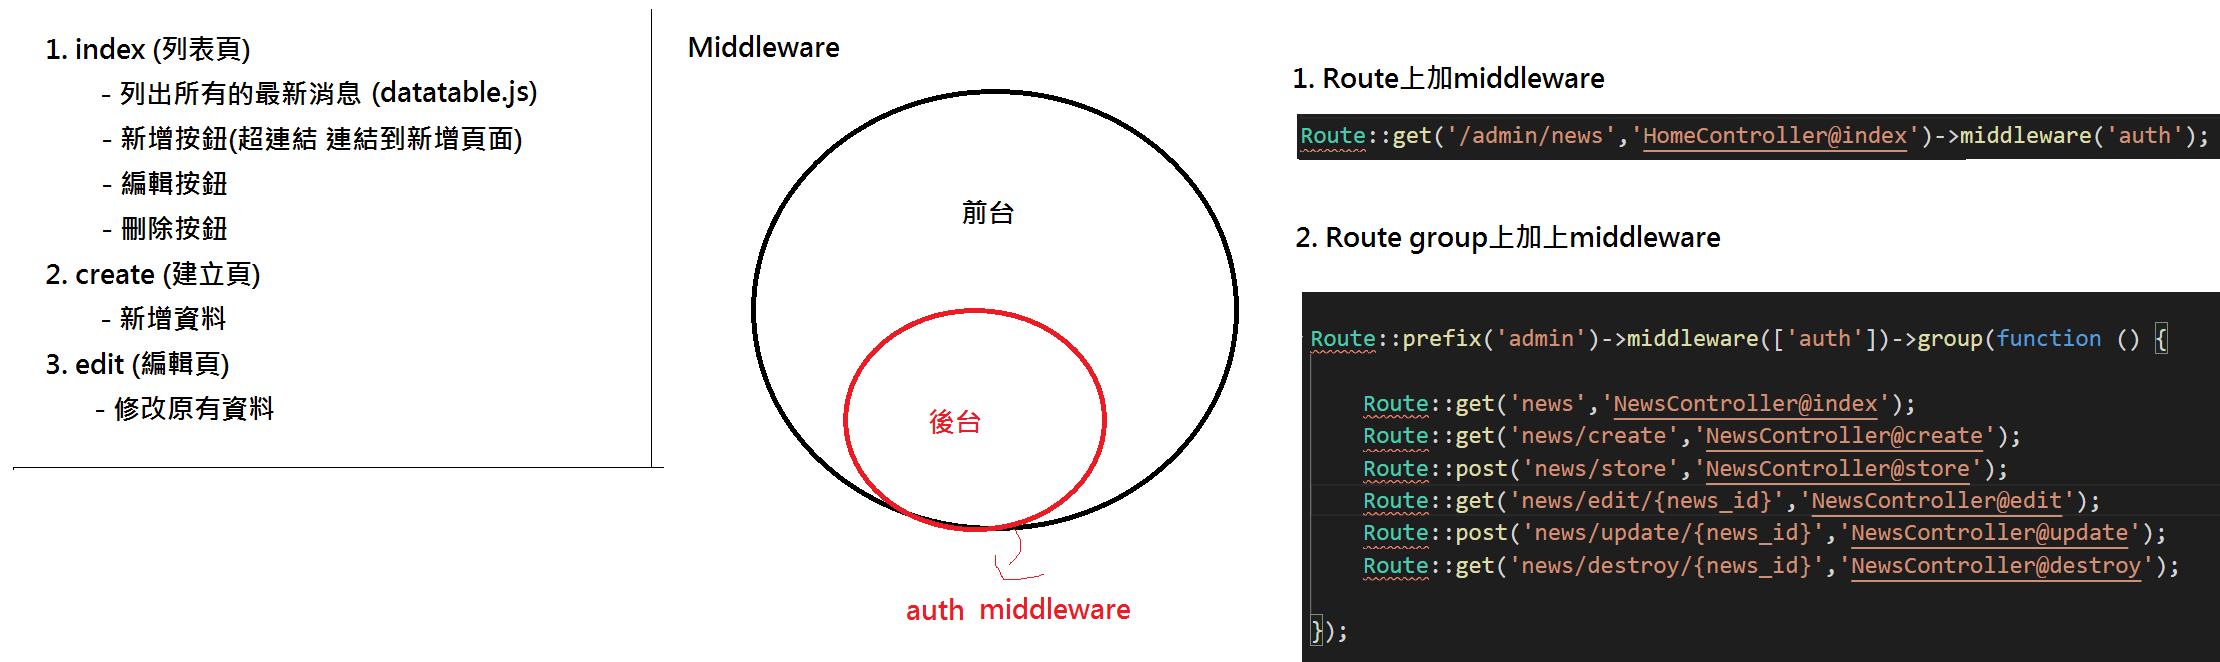 1. index (列表頁)
- 列出所有的最新消息 (datatable.js)
- 新增按鈕(超連結 連結到新增頁面)
- 編輯按鈕
- 刪除按鈕
2. create (建立頁)
- 新增資料
3. edit (編輯頁)
- 修改原有資料
Middleware
前台
後台
auth middleware
1. Route上加middleware
Route::get('/admin/news','HomeController@index')->middleware('auth');
2. Route group上加上middleware
Route::prefix('admin')->middleware(['auth'])->group(function () {
Route::get('news','NewsController@index');
Route::get('news/create','NewsController@create');
Route::post('news/store','NewsController@store');
Route::get('news/edit/{news_id}','NewsController@edit');
Route::post('news/update/{news_id}','NewsController@update');
Route::get('news/destroy/{news_id}','NewsController@destroy');
});